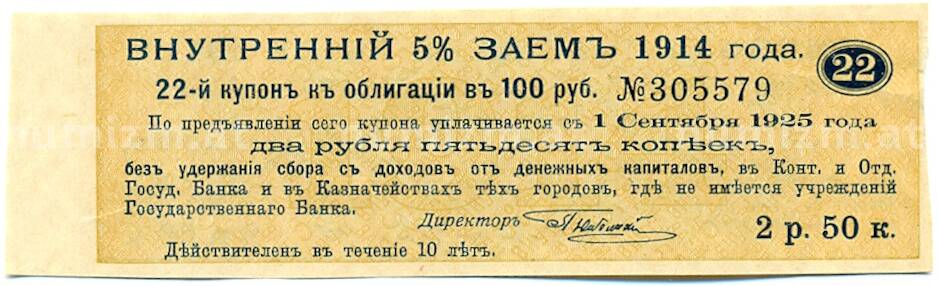 ВНУТРЕННІЙ 5% ЗАЕМЪ 1914 года.
22
22-й купонъ къ облигаціи въ 100 руб. №305579
По предъявленіи сего купона уплачивается съ 1 Сентября 1925 года
два рубля пятьдесятъ копѣекъ,
безъ удержанія сбора съ доходовъ отъ денежныхъ капиталовъ, въ Конт. и Отд.
Госуд. Банка и въ Казначействахъ тѣхъ городовъ, гдѣ не имѣется учрежденій
Государственнаго Банка.
Директоръ
2 р. 50 к.
Дѣйствителенъ въ теченіе 10 лѣтъ.